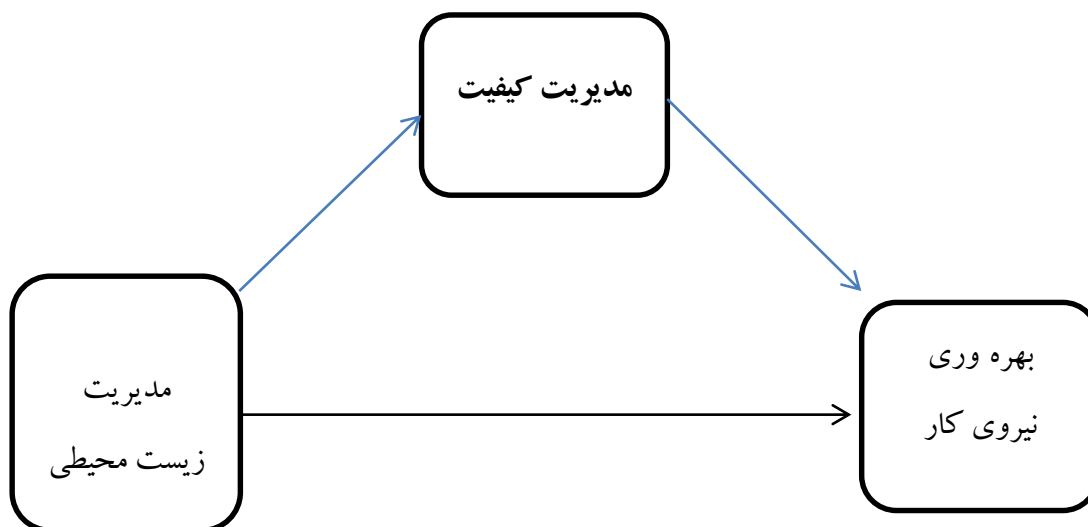 مدیریت کیفیت
بهره وری
نیروی کار
مدیریت
زیست محیطی